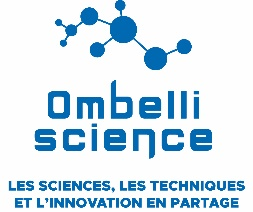 Ombelli
science
LES SCIENCES, LES TECHNIQUES
ET L'INNOVATION EN PARTAGE